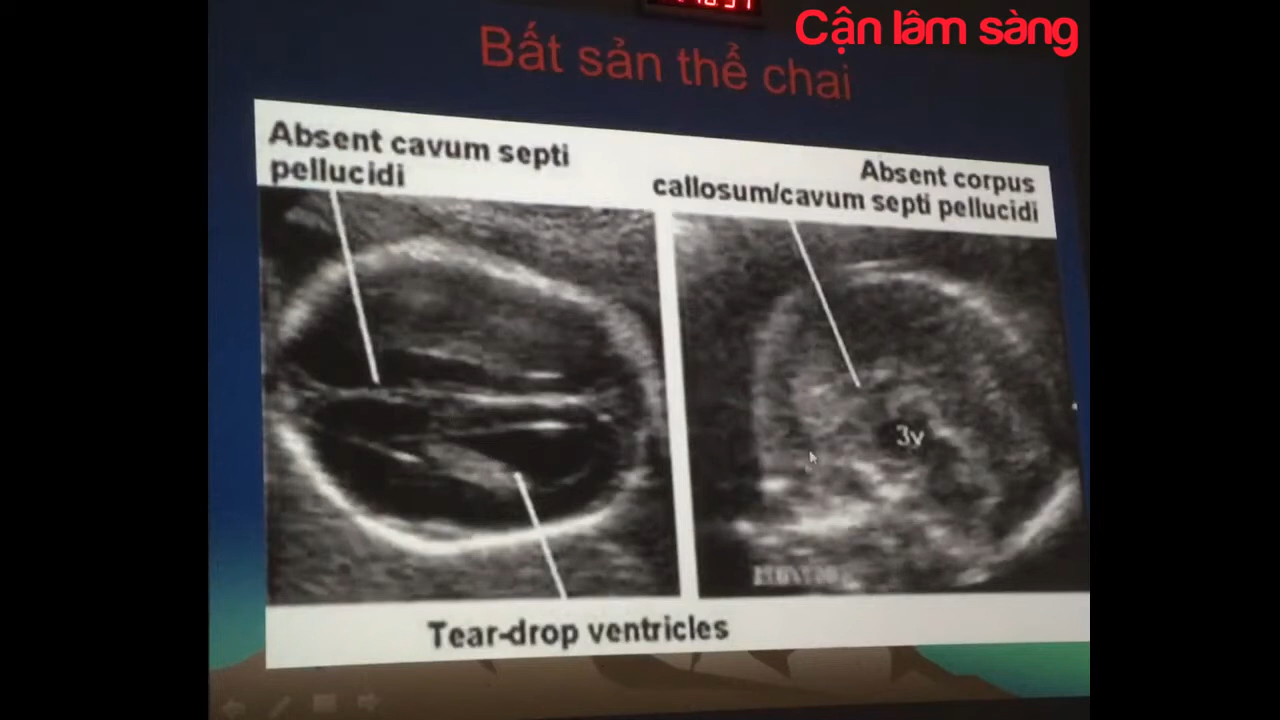 Cận lâm sàng
Bất sản thể chai
Absent cavum septi
pellucidi
Absent corpus
callosum/cavum septi pellucidi
3v
Tear-drop ventricles